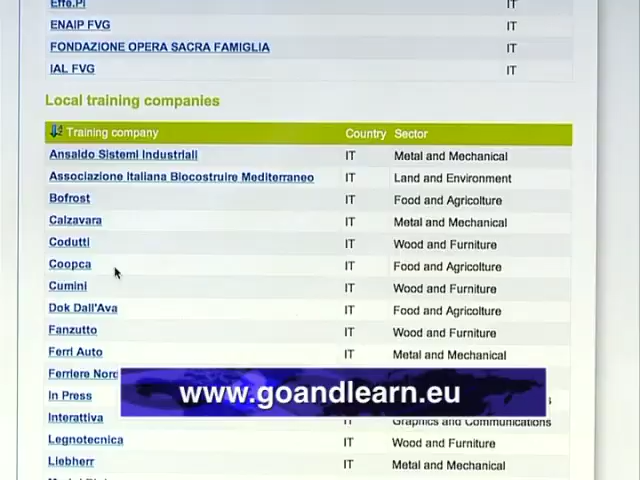 Effe.Pi IT
ENAIP FVG IT
FONDAZIONE OPERA SACRA FAMIGLIA IT
IAL FVG IT
Local training companies
Training company Country Sector
Ansaldo Sistemi Industriali IT Metal and Mechanical
Associazione Italiana Biocostruire Mediterraneo IT Land and Environment
Bofrost IT Food and Agriculture
Calzavara IT Metal and Mechanical
Codutti IT Wood and Furniture
Coopca IT Food and Agriculture
Cumini IT Wood and Furniture
Dok Dall'Ava IT Food and Agriculture
Fanzutto IT Wood and Furniture
Ferri Auto IT Metal and Mechanical
Ferriere Nord
In Press
www.goandlearn.eu
Interattiva IT Graphics and Communications
Legnotecnica IT Wood and Furniture
Liebherr IT Metal and Mechanical